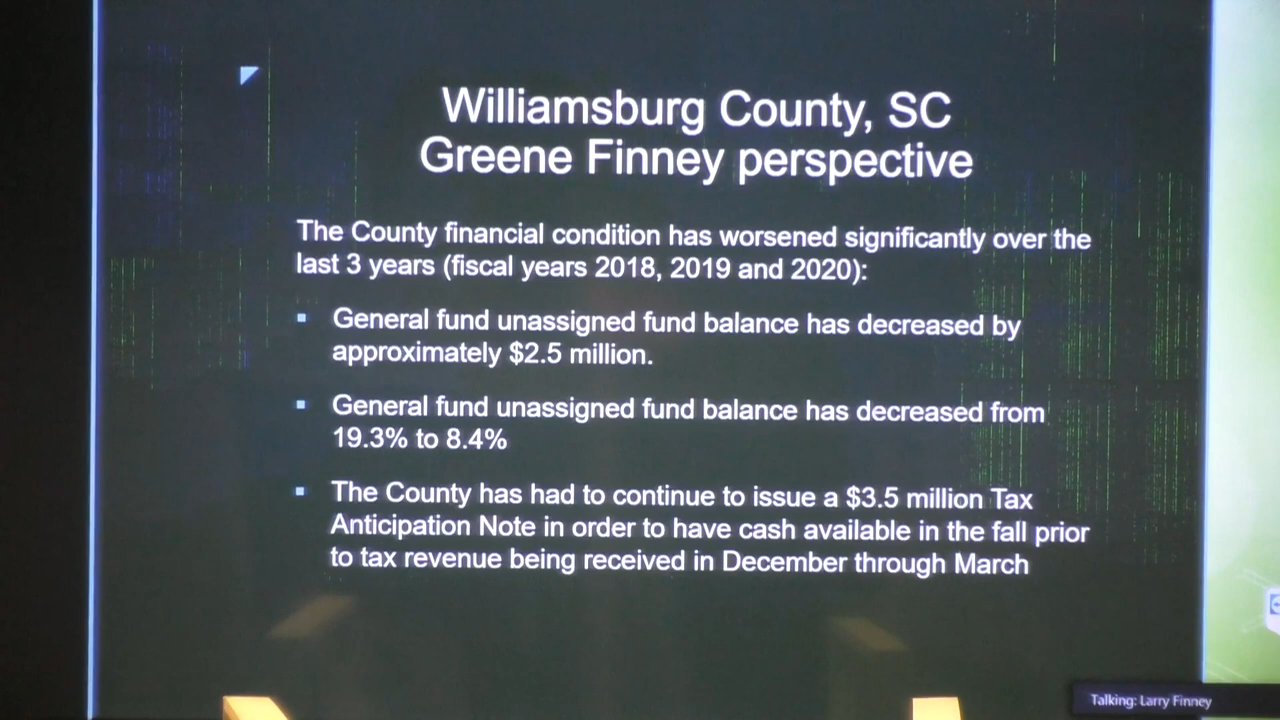 Williamsburg County, SC
Greene Finney perspective
The County financial condition has worsened significantly over the
last 3 years (fiscal years 2018, 2019 and 2020):
▪ General fund unassigned fund balance has decreased by
approximately $2.5 million.
▪ General fund unassigned fund balance has decreased from
19.3% to 8.4%
▪ The County has had to continue to issue a $3.5 million Tax
Anticipation Note in order to have cash available in the fall prior
to tax revenue being received in December through March
Talking: Larry Finney